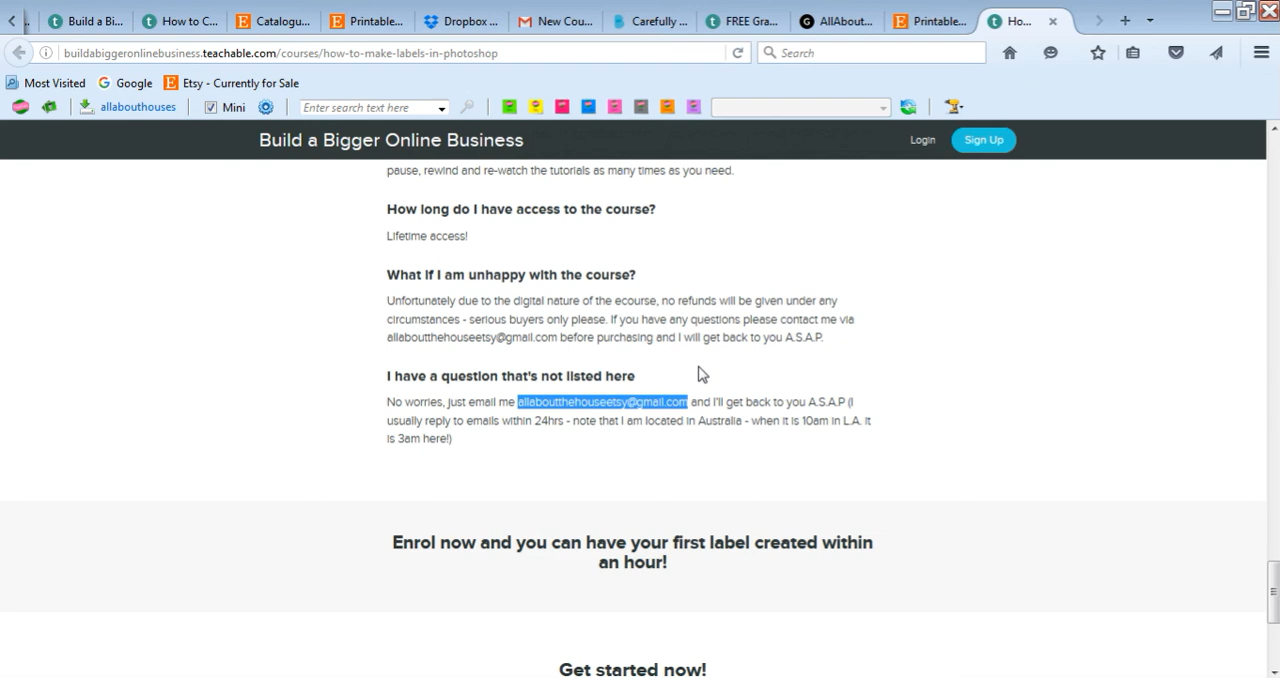 Build a Bi...
How to C...
Catalogu...
Printable...
Dropbox ...
New Cou...
Carefully ...
FREE Gra...
AllAbout...
Printable...
Ho...
buildabiggeronlinebusiness.teachable.com/courses/how-to-make-labels-in-photoshop
Search
Most Visited
Google
Etsy - Currently for Sale
allabouthouses
Mini
Enter search text here
Build a Bigger Online Business
Login
Sign Up
pause, rewind and re-watch the tutorials as many times as you need.
How long do I have access to the course?
Lifetime access!
What if I am unhappy with the course?
Unfortunately due to the digital nature of the ecourse, no refunds will be given under any
circumstances - serious buyers only please. If you have any questions please contact me via
allaboutthehouseetsy@gmail.com before purchasing and I will get back to you A.S.A.P.
I have a question that's not listed here
No worries, just email me allaboutthehouseetsy@gmail.com and I'll get back to you A.S.A.P (I
usually reply to emails within 24hrs - note that I am located in Australia - when it is 10am in L.A. it
is 3am here!)
Enrol now and you can have your first label created within
an hour!
Get started now!